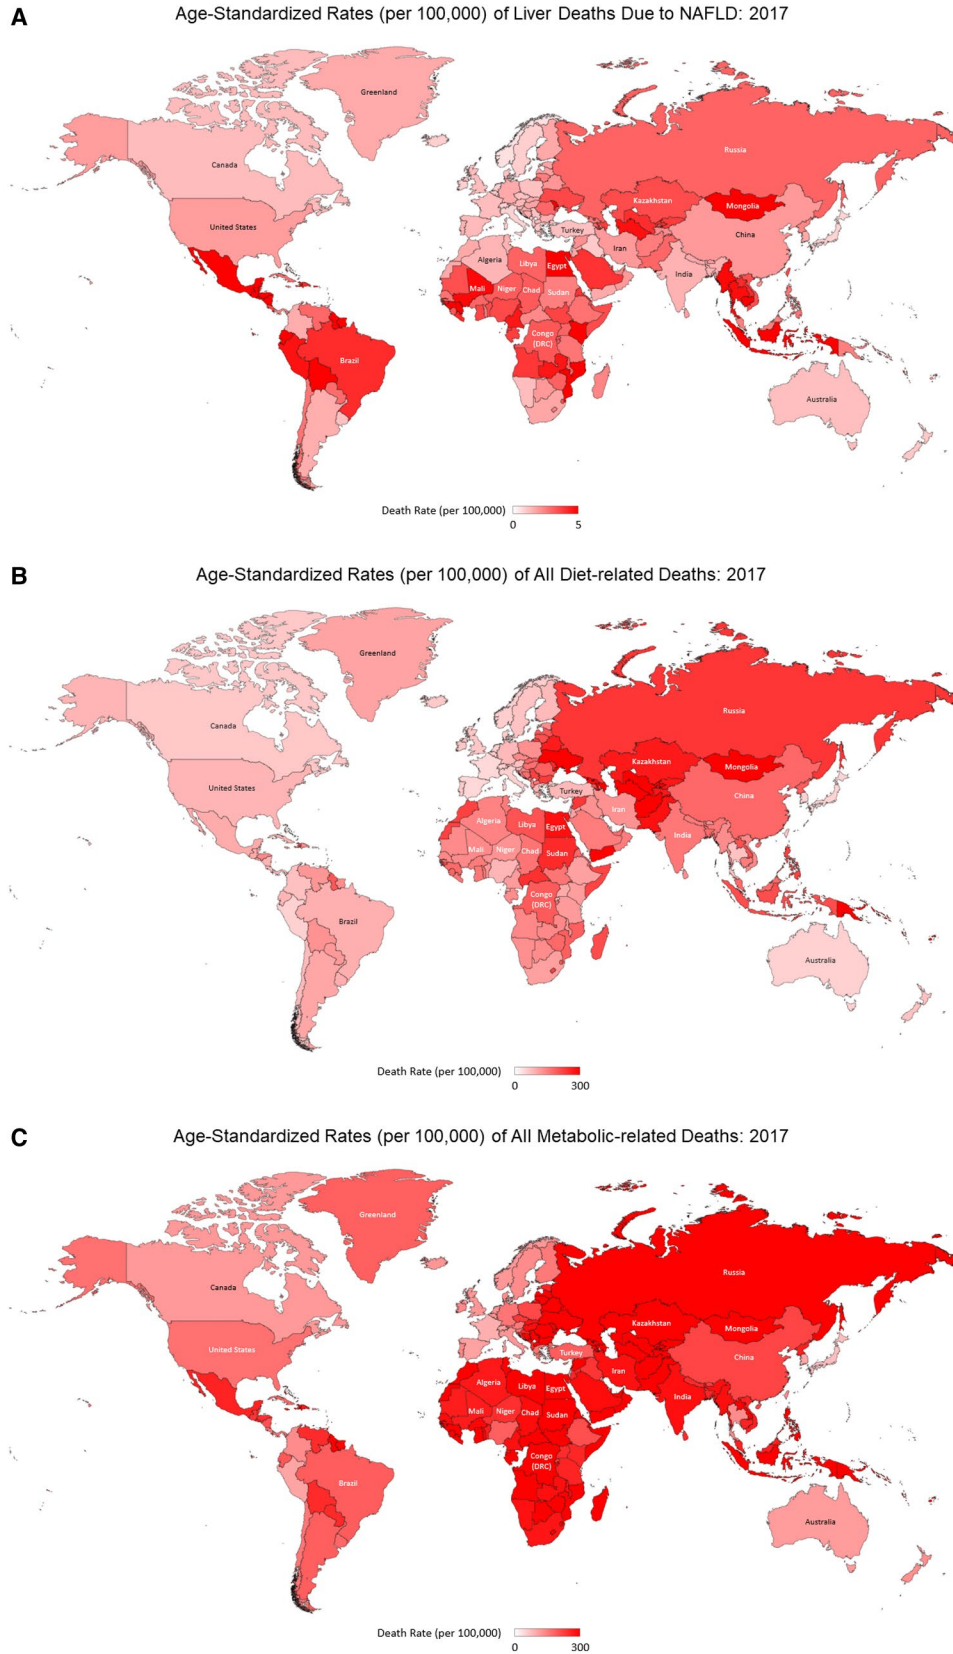 A
Age-Standardized Rates (per 100,000) of Liver Deaths Due to NAFLD: 2017
Greenland
Russia
Canada
Kazakhstan
Mongolia
United States
Turkey
China
Iran
Algeria
Libya
Egypt
India
Mali
Niger
Chad
Sudan
Congo
(DRC)
Brazil
Australia
Death Rate (per 100,000)
0
5
B
Age-Standardized Rates (per 100,000) of All Diet-related Deaths: 2017
Greenland
Russia
Canada
Kazakhstan
Mongolia
United States
Turkey
China
Iran
Algeria
Libya
Egypt
India
Mali
Niger
Chad
Sudan
Congo
(DRC)
Brazil
Australia
Death Rate (per 100,000)
0
300
C
Age-Standardized Rates (per 100,000) of All Metabolic-related Deaths: 2017
Greenland
Russia
Canada
Kazakhstan
Mongolia
United States
Turkey
China
Iran
Algeria
Libya
Egypt
India
Mali
Niger
Chad
Sudan
Congo
(DRC)
Brazil
Australia
Death Rate (per 100,000)
0
300